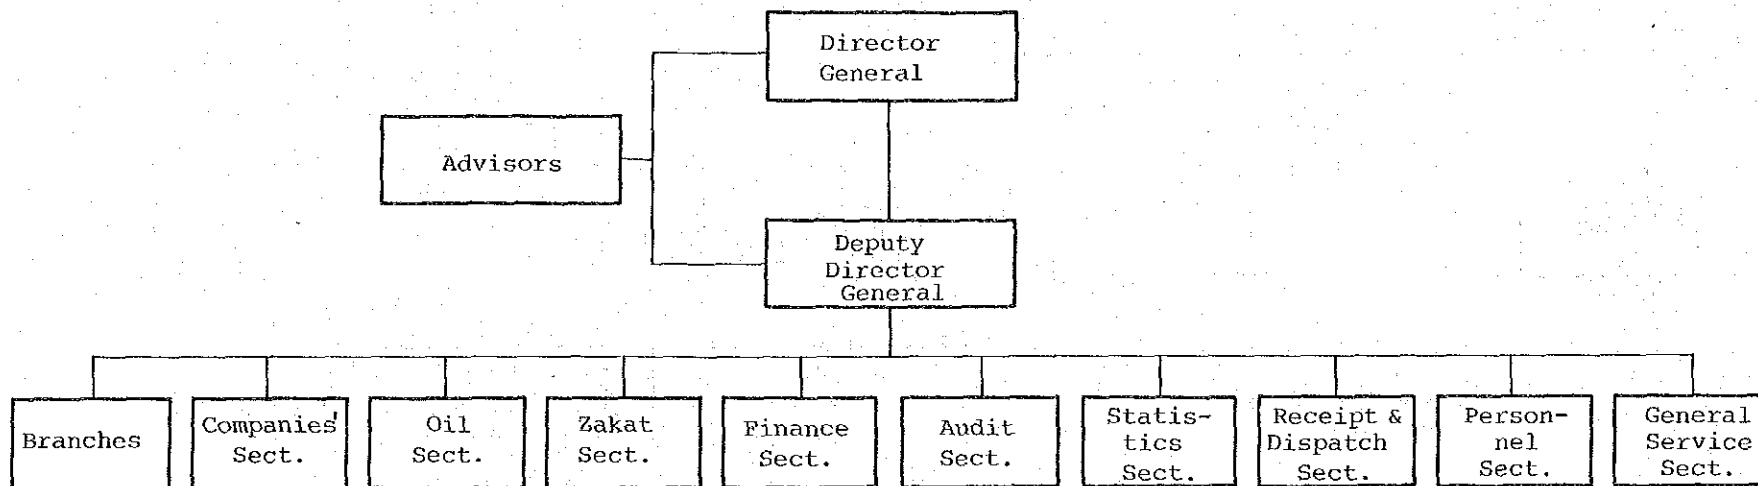 Director
General
Advisors
Deputy
Director
General
Branches
Companies'
Sect.
Oil
Sect.
Zakat
Sect.
Finance
Sect.
Audit
Sect.
Statis-
tics
Sect.
Receipt &
Dispatch
Sect.
Person-
nel
Sect.
General
Service
Sect.